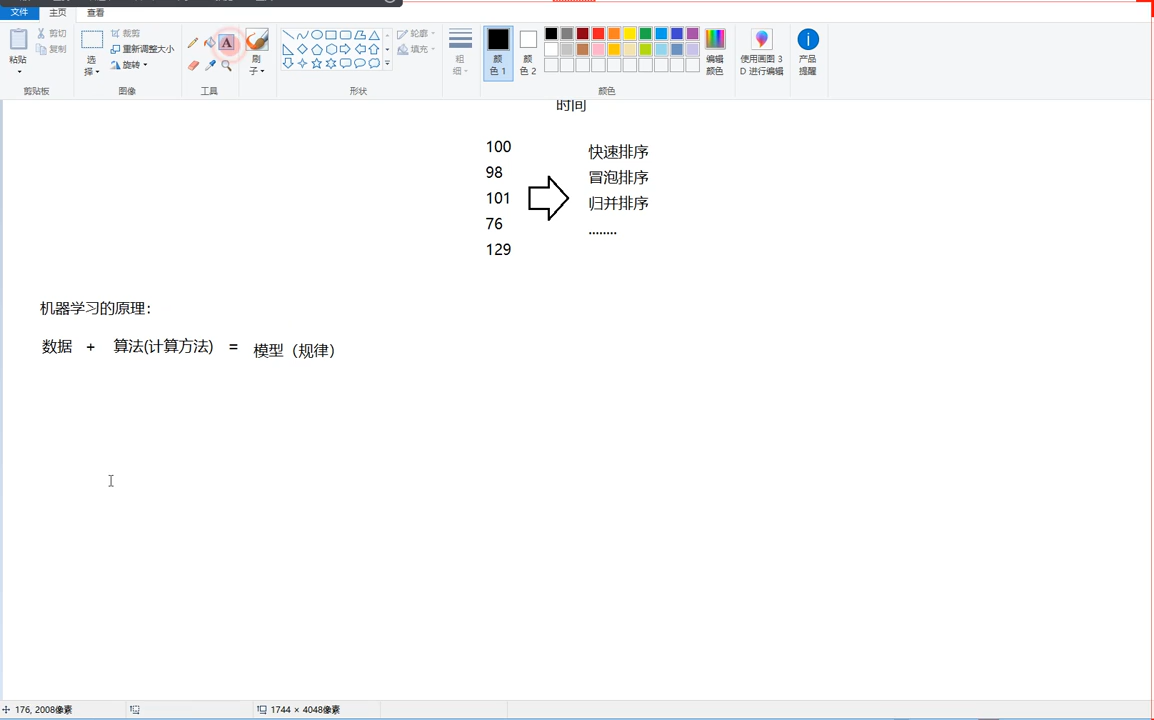 文件 主页 查看
粘贴
剪切
复制
剪贴板
选
择
裁剪
重新调整大小
旋转
图像
A
工具
刷
子
轮廓
填充
形状
粗
细
颜
色 1
颜
色 2
编辑
颜色
颜色
使用画图 3
D 进行编辑
产品
提醒
时间
100
98
101
76
129
快速排序
冒泡排序
归并排序
........
机器学习的原理：
数据 + 算法(计算方法) = 模型（规律）
176, 2008像素
1744 × 4048像素